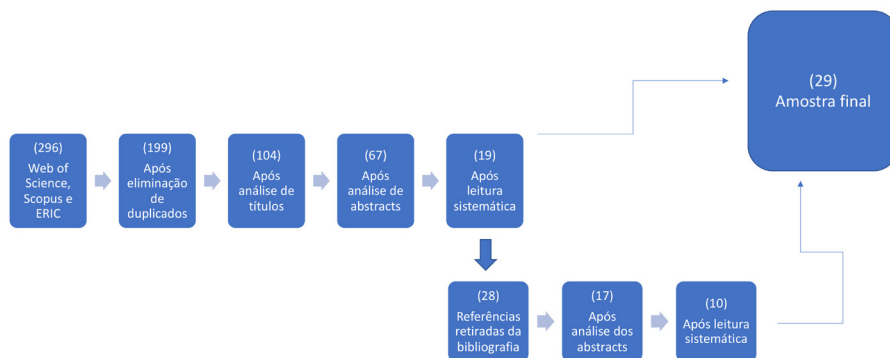 (29)
Amostra final
(296)
Web of
Science,
Scopus e
ERIC
(199)
Após
eliminação
de
duplicados
(104)
Após
análise de
títulos
(67)
Após
análise de
abstracts
(19)
Após
leitura
sistemática
(28)
Referências
retiradas da
bibliografia
(17)
Após
análise dos
abstracts
(10)
Após leitura
sistemática